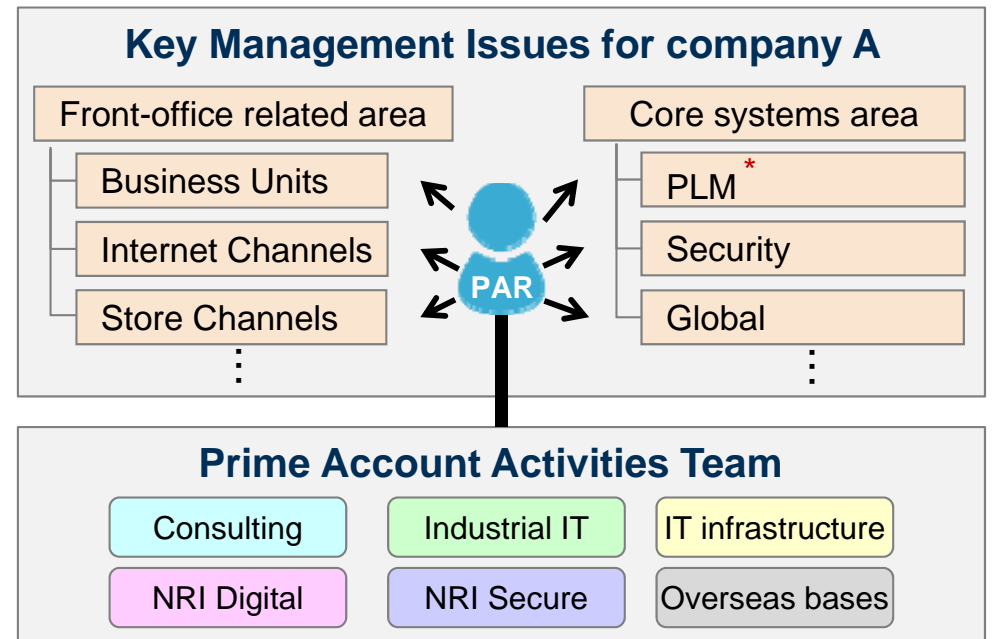 Key Management Issues for company A
Front-office related area
Business Units
Internet Channels
Store Channels
⋮
PAR
Core systems area
PLM*
Security
Global
⋮
Prime Account Activities Team
Consulting
Industrial IT
IT infrastructure
NRI Digital
NRI Secure
Overseas bases